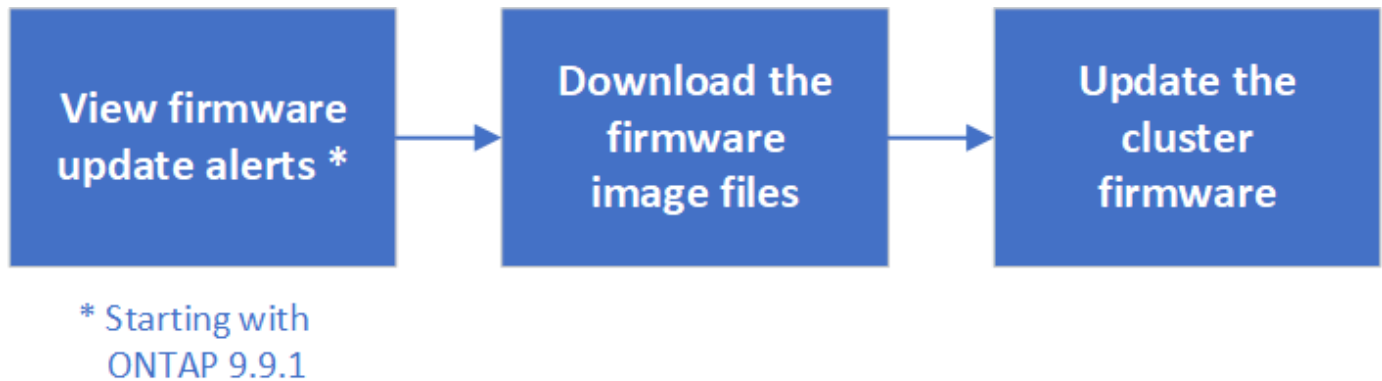 View firmware
update alerts *
Download the
firmware
image files
Update the
cluster
firmware
* Starting with
ONTAP 9.9.1